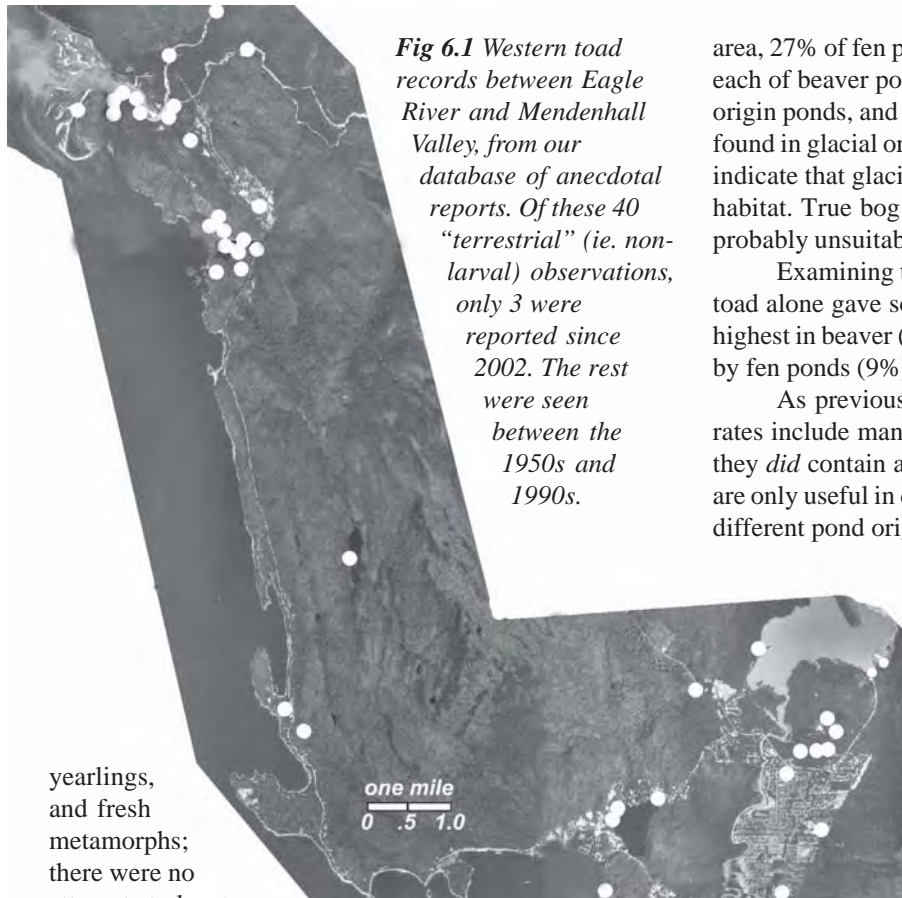 Fig 6.1 Western toad
records between Eagle
River and Mendenhall
Valley, from our
database of anecdotal
reports. Of these 40
“terrestrial” (ie. non-
larval) observations,
only 3 were
reported since
2002. The rest
were seen
between the
1950s and
1990s.
area, 27% of fen p
each of beaver po
origin ponds, and
found in glacial or
indicate that glaci
habitat. True bog
probably unsuitab
Examining t
toad alone gave so
highest in beaver (
by fen ponds (9%
As previous
rates include man
they did contain a
are only useful in
different pond orig
one mile
0 .5 1.0
yearlings,
and fresh
metamorphs;
there were no